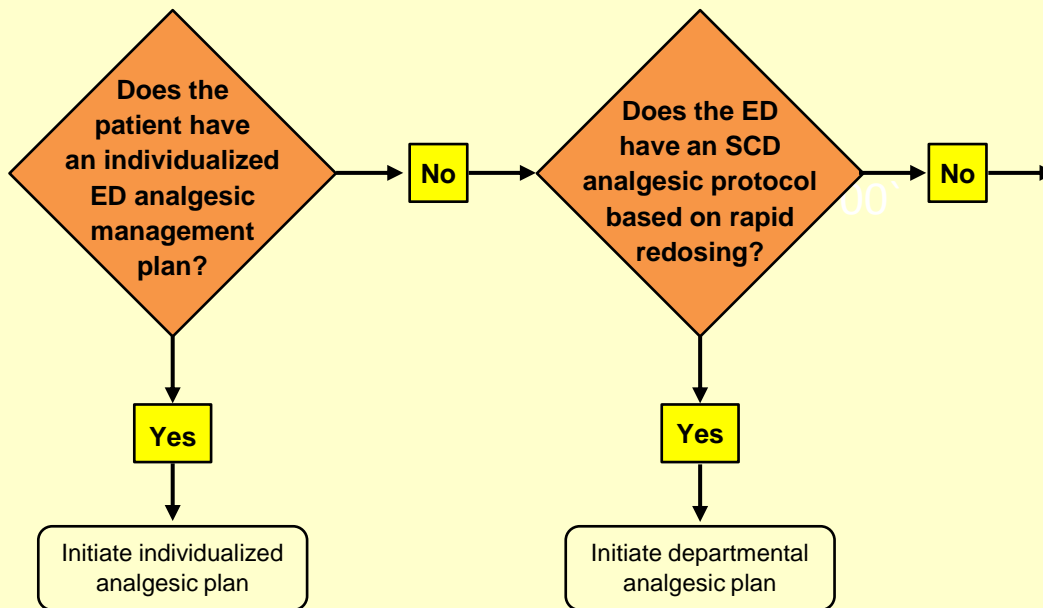 Does the
patient have
an individualized
ED analgesic
management
plan?
No
Does the ED
have an SCD
analgesic protocol
based on rapid
redosing?
00`
No
Yes
Yes
Initiate individualized
analgesic plan
Initiate departmental
analgesic plan